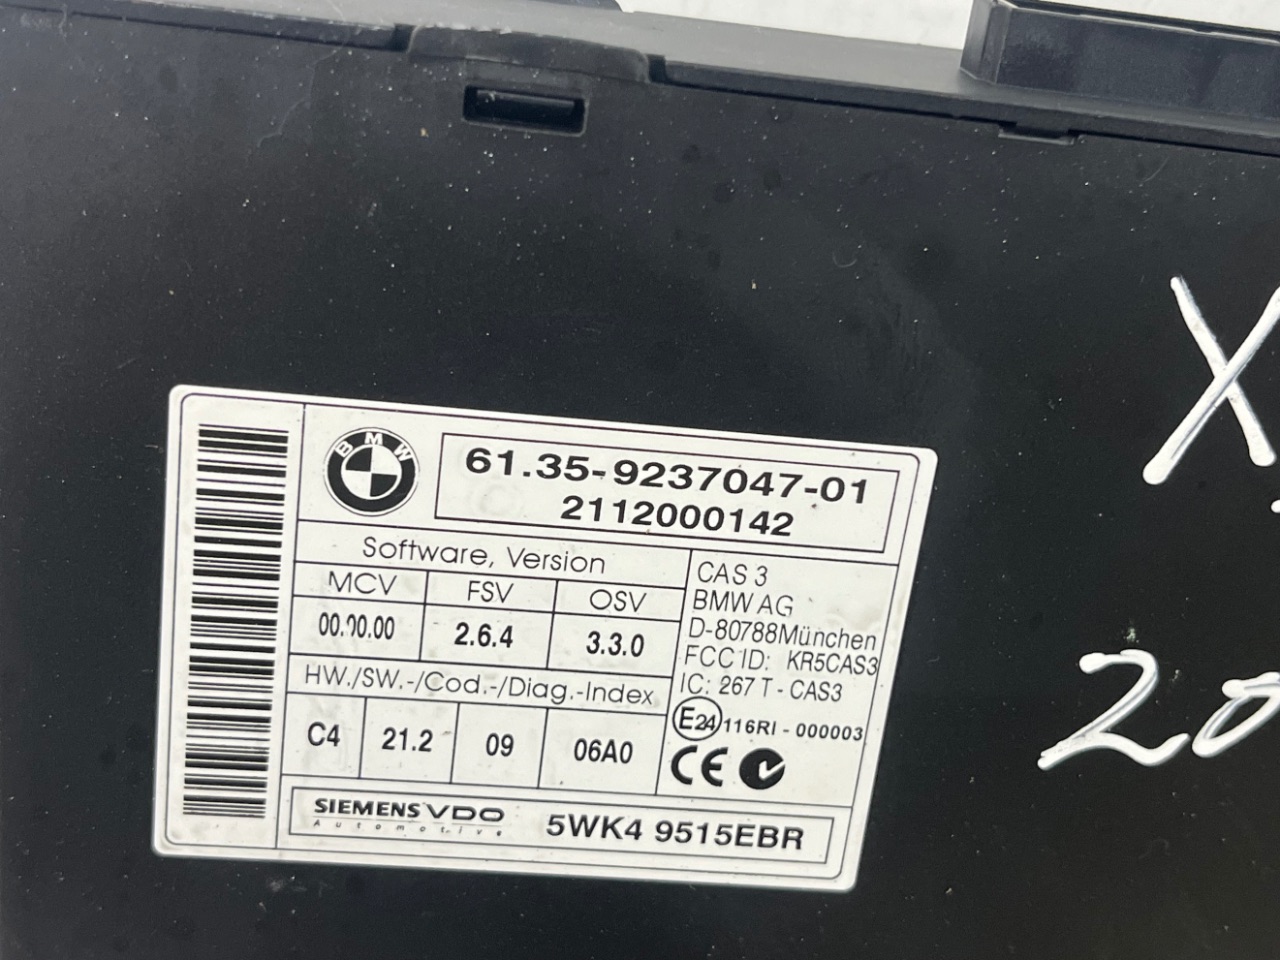 BMW
61.35-9237047-01
2112000142
Software, Version
MCV FSV OSV
00.00.00 2.6.4 3.3.0
HW./SW.-/Cod.-/Diag.-Index
C4 21.2 09 06A0
CAS 3
BMW AG
D-80788München
FCC ID: KR5CAS3
IC: 267 T - CAS3
E24 116RI - 000003
CE
SIEMENS VDO
Automotive
5WK4 9515EBR
X
20